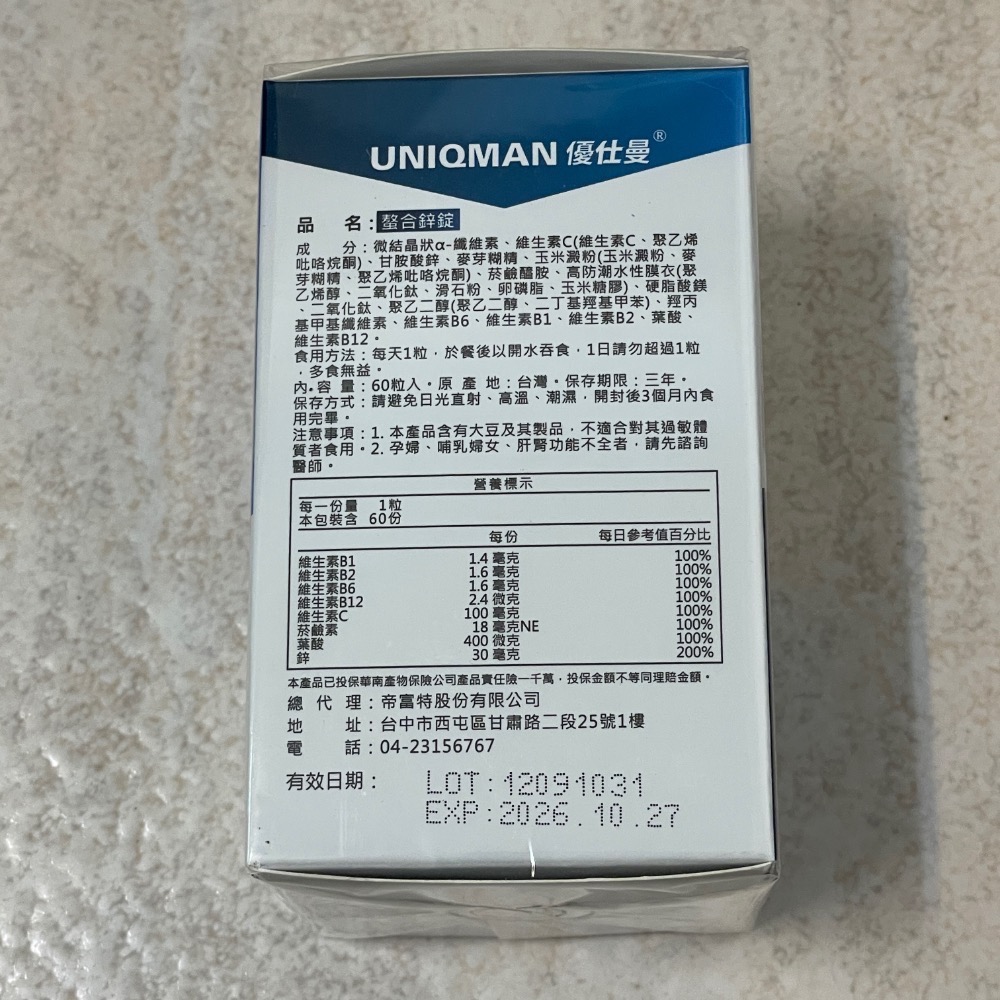 UNIQMAN 優仕曼®
品 名：螯合鋅錠
成 分：微結晶狀α-纖維素、維生素C(維生素C、聚乙烯
吡咯烷酮)、甘胺酸鋅、麥芽糊精、玉米澱粉(玉米澱粉、麥
芽糊精、聚乙烯吡咯烷酮)、菸鹼醯胺、高防潮水性膜衣(聚
乙烯醇、二氧化鈦、滑石粉、卵磷脂、玉米糖膠)、硬脂酸鎂
、二氧化鈦、聚乙二醇(聚乙二醇、二丁基羥基甲苯)、羥丙
基甲基纖維素、維生素B6、維生素B1、維生素B2、葉酸、
維生素B12。
食用方法：每天1粒，於餐後以開水吞食，1日請勿超過1粒
，多食無益。
內 容 量：60粒入。原 產 地：台灣。保存期限：三年。
保存方式：請避免日光直射、高溫、潮濕，開封後3個月內食
用完畢。
注意事項：1. 本產品含有大豆及其製品，不適合對其過敏體
質者食用。2. 孕婦、哺乳婦女、肝腎功能不全者，請先諮詢
醫師。
營養標示
每一份量 1粒
本包裝含 60份
每份 每日參考值百分比
維生素B1 1.4 毫克 100%
維生素B2 1.6 毫克 100%
維生素B6 1.6 毫克 100%
維生素B12 2.4 微克 100%
維生素C 100 毫克 100%
菸鹼素 18 毫克NE 100%
葉酸 400 微克 100%
鋅 30 毫克 200%
本產品已投保華南產物保險公司產品責任險一千萬，投保金額不等同理賠金額。
總 代 理：帝富特股份有限公司
地 址：台中市西屯區甘肅路二段25號1樓
電 話：04-23156767
有效日期： LOT:12091031
EXP:2026.10.27